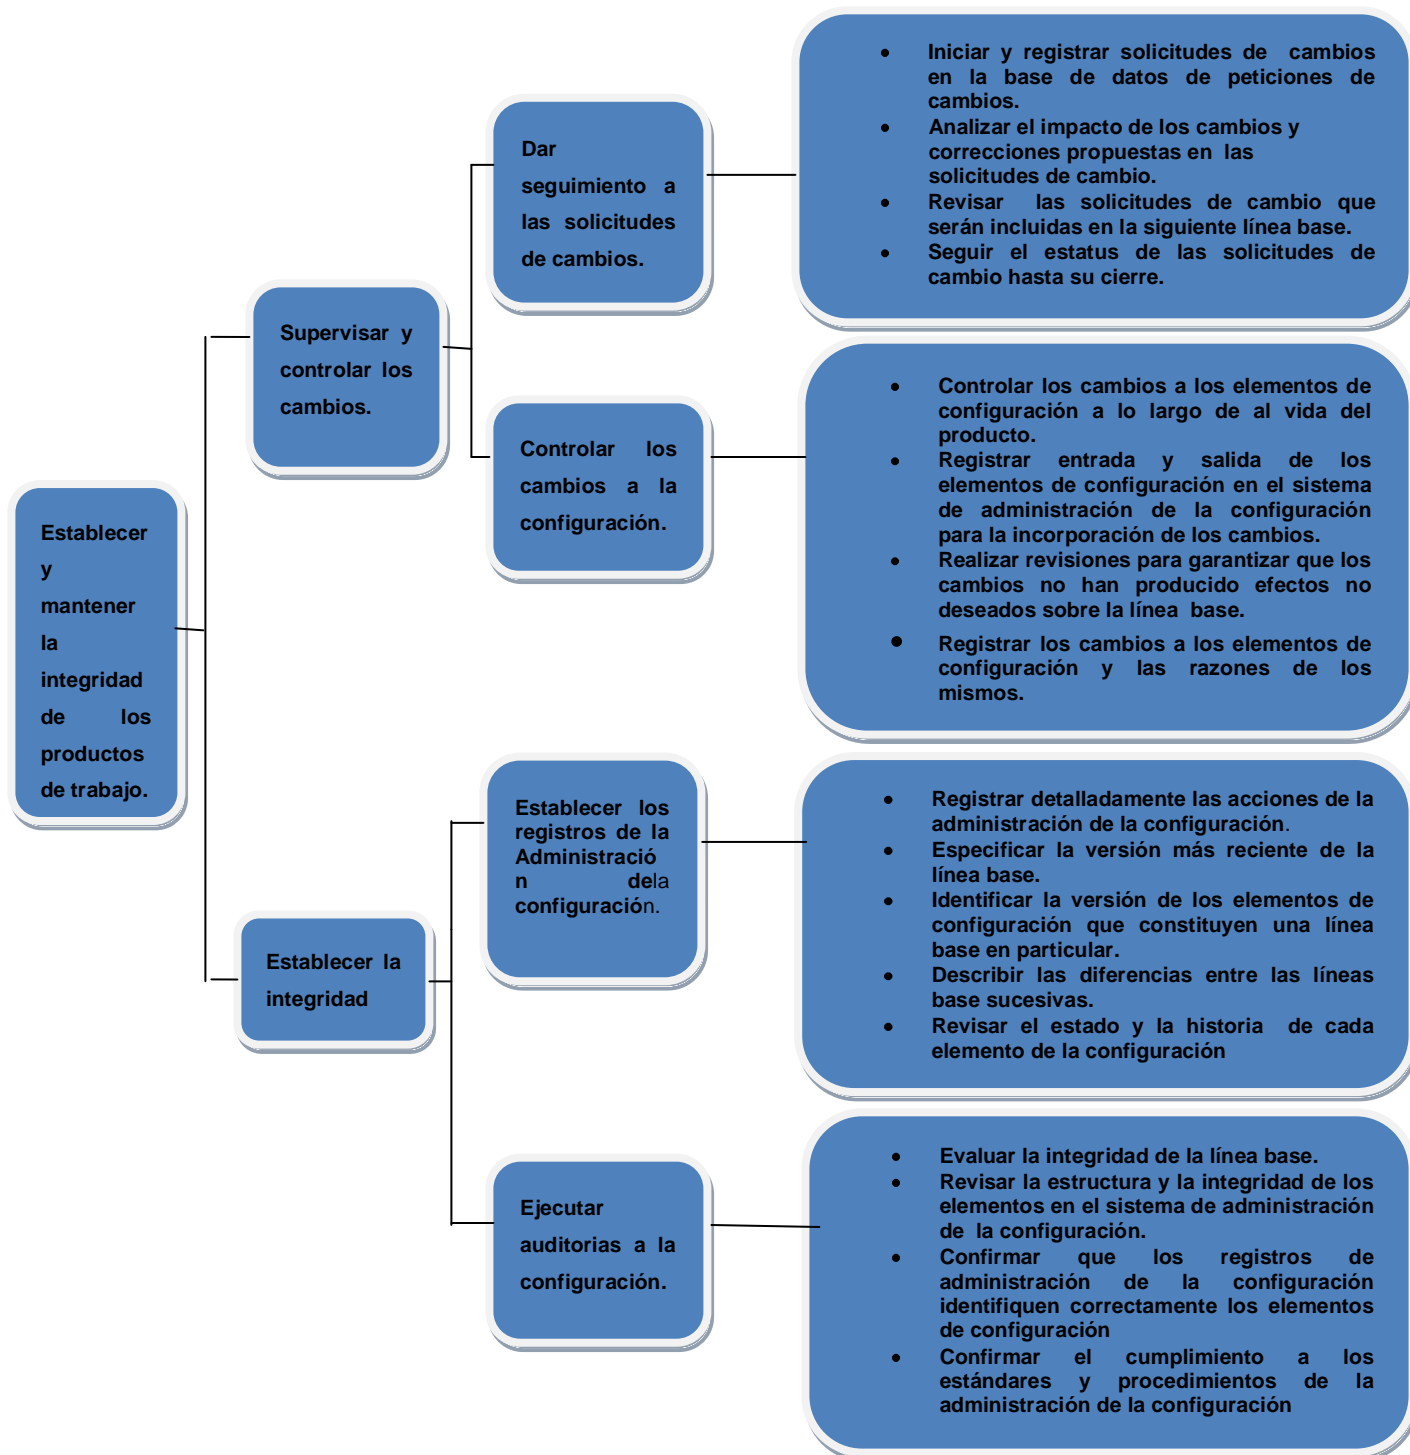 Establecer
y
mantener
la
integridad
de los
productos
de trabajo.
Supervisar y
controlar los
cambios.
Dar
seguimiento a
las solicitudes
de cambios.
• Iniciar y registrar solicitudes de cambios
en la base de datos de peticiones de
cambios.
• Analizar el impacto de los cambios y
correcciones propuestas en las
solicitudes de cambio.
• Revisar las solicitudes de cambio que
serán incluidas en la siguiente línea base.
• Seguir el estatus de las solicitudes de
cambio hasta su cierre.
Controlar los
cambios a la
configuración.
• Controlar los cambios a los elementos de
configuración a lo largo de al vida del
producto.
• Registrar entrada y salida de los
elementos de configuración en el sistema
de administración de la configuración
para la incorporación de los cambios.
• Realizar revisiones para garantizar que los
cambios no han producido efectos no
deseados sobre la línea base.
• Registrar los cambios a los elementos de
configuración y las razones de los
mismos.
Establecer la
integridad
Establecer los
registros de la
Administració
n dela
configuración.
• Registrar detalladamente las acciones de la
administración de la configuración.
• Especificar la versión más reciente de la
línea base.
• Identificar la versión de los elementos de
configuración que constituyen una línea
base en particular.
• Describir las diferencias entre las líneas
base sucesivas.
• Revisar el estado y la historia de cada
elemento de la configuración
Ejecutar
auditorias a la
configuración.
• Evaluar la integridad de la línea base.
• Revisar la estructura y la integridad de los
elementos en el sistema de administración
de la configuración.
• Confirmar que los registros de
administración de la configuración
identifiquen correctamente los elementos
de configuración
• Confirmar el cumplimiento a los
estándares y procedimientos de la
administración de la configuración